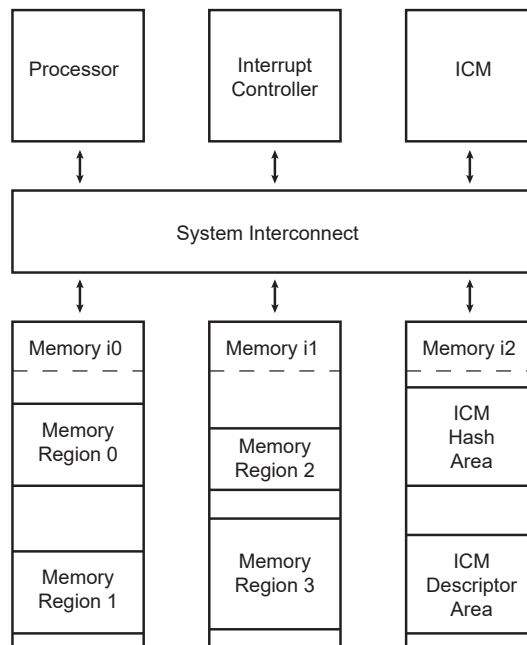 Processor
Interrupt
Controller
ICM
System Interconnect
Memory i0
Memory i1
Memory i2
Memory
Region 0
Memory
Region 2
ICM
Hash
Area
Memory
Region 1
Memory
Region 3
ICM
Descriptor
Area